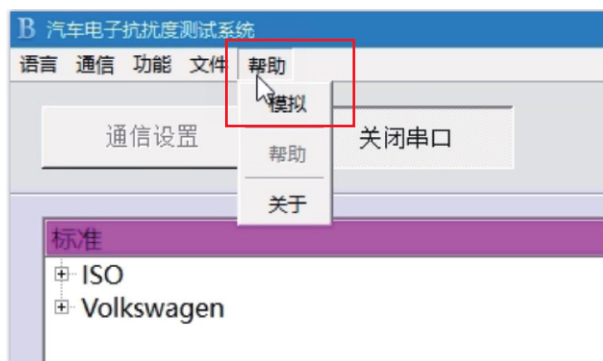 B 汽车电子抗扰度测试系统
语言 通信 功能 文件 帮助
模拟
通信设置
关闭串口
帮助
关于
标准
ISO
Volkswagen